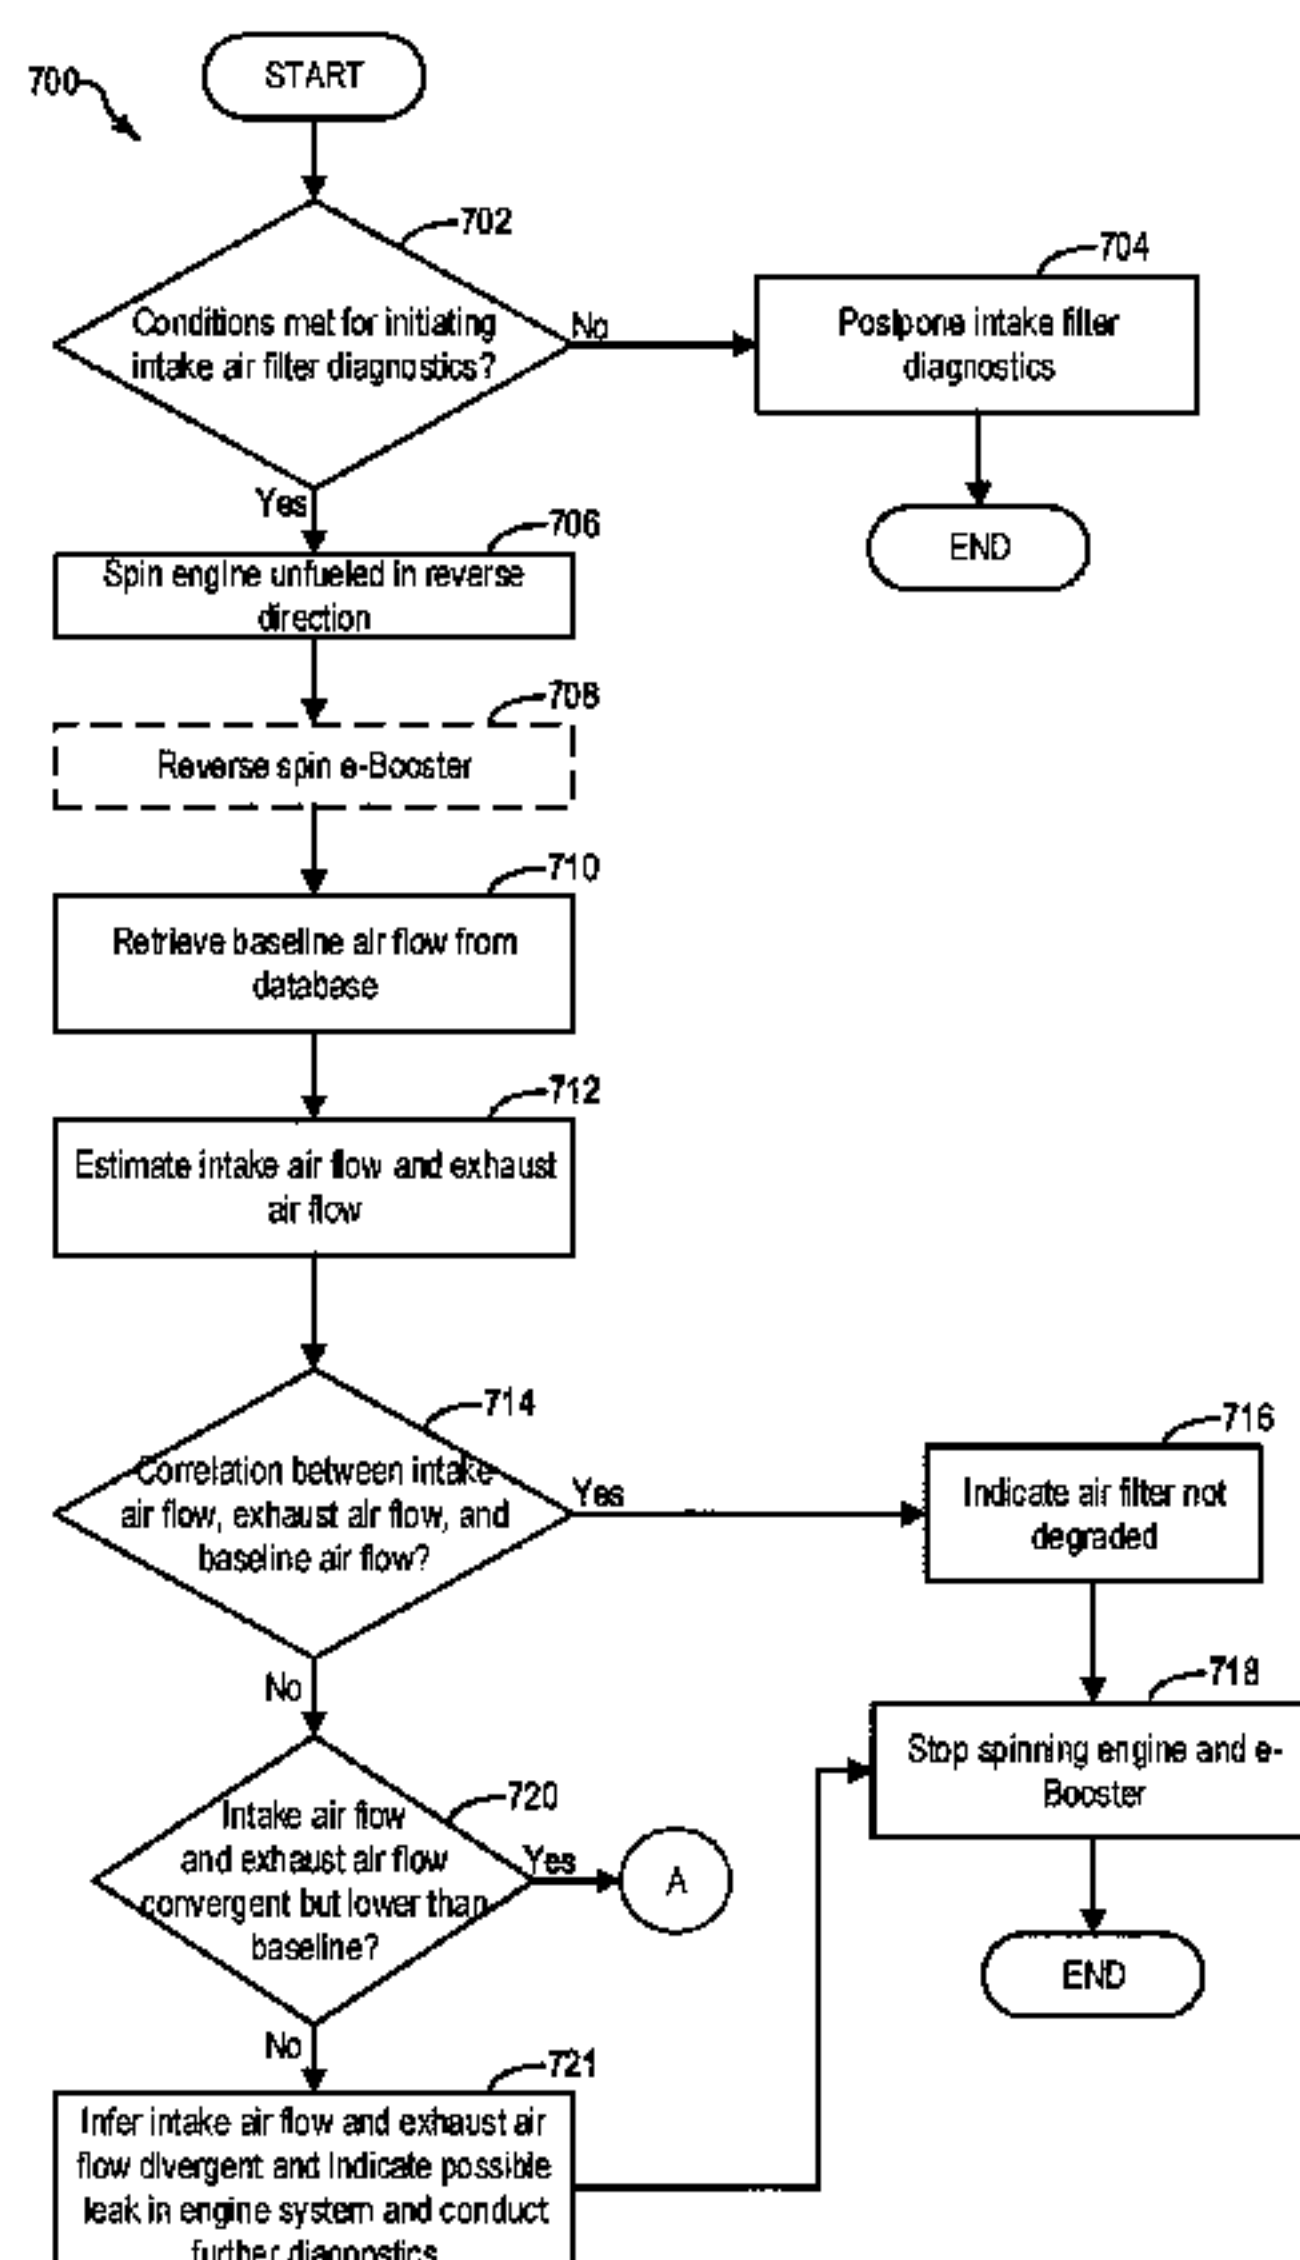 START
700
702
Conditions met for initiating
intake air filter diagnostics?
No
704
Postpone intake filter
diagnostics
END
Yes
706
Spin engine unfueled in reverse
direction
708
Reverse spin e-Booster
710
Retrieve baseline air flow from
database
712
Estimate intake air flow and exhaust
air flow
714
Correlation between intake
air flow, exhaust air flow, and
baseline air flow?
Yes
716
Indicate air filter not
degraded
718
Stop spinning engine and e-
Booster
END
No
720
Intake air flow
and exhaust air flow
convergent but lower than
baseline?
Yes
A
No
721
Infer intake air flow and exhaust air
flow divergent and indicate possible
leak in engine system and conduct
further diagnostics